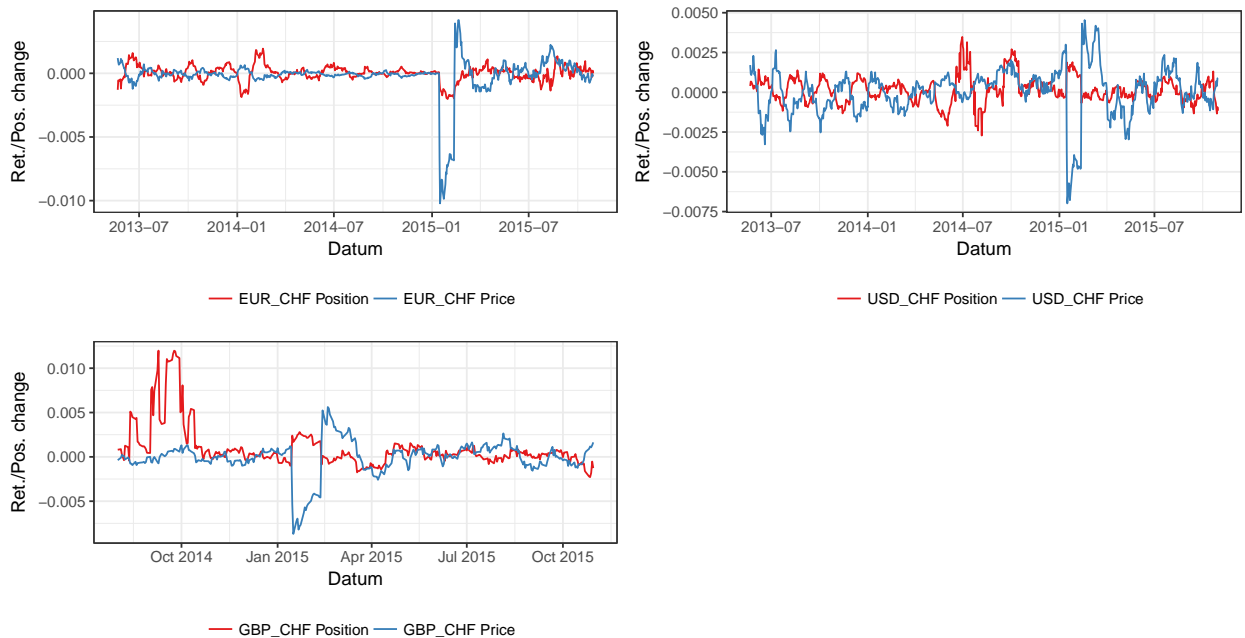 Ret./Pos. change
0.000
−0.005
−0.010
2013−07
2014−01
2014−07
2015−01
2015−07
Datum
EUR_CHF Position
EUR_CHF Price
Ret./Pos. change
0.0050
0.0025
0.0000
−0.0025
−0.0050
−0.0075
2013−07
2014−01
2014−07
2015−01
2015−07
Datum
USD_CHF Position
USD_CHF Price
Ret./Pos. change
0.010
0.005
0.000
−0.005
Oct 2014
Jan 2015
Apr 2015
Jul 2015
Oct 2015
Datum
GBP_CHF Position
GBP_CHF Price